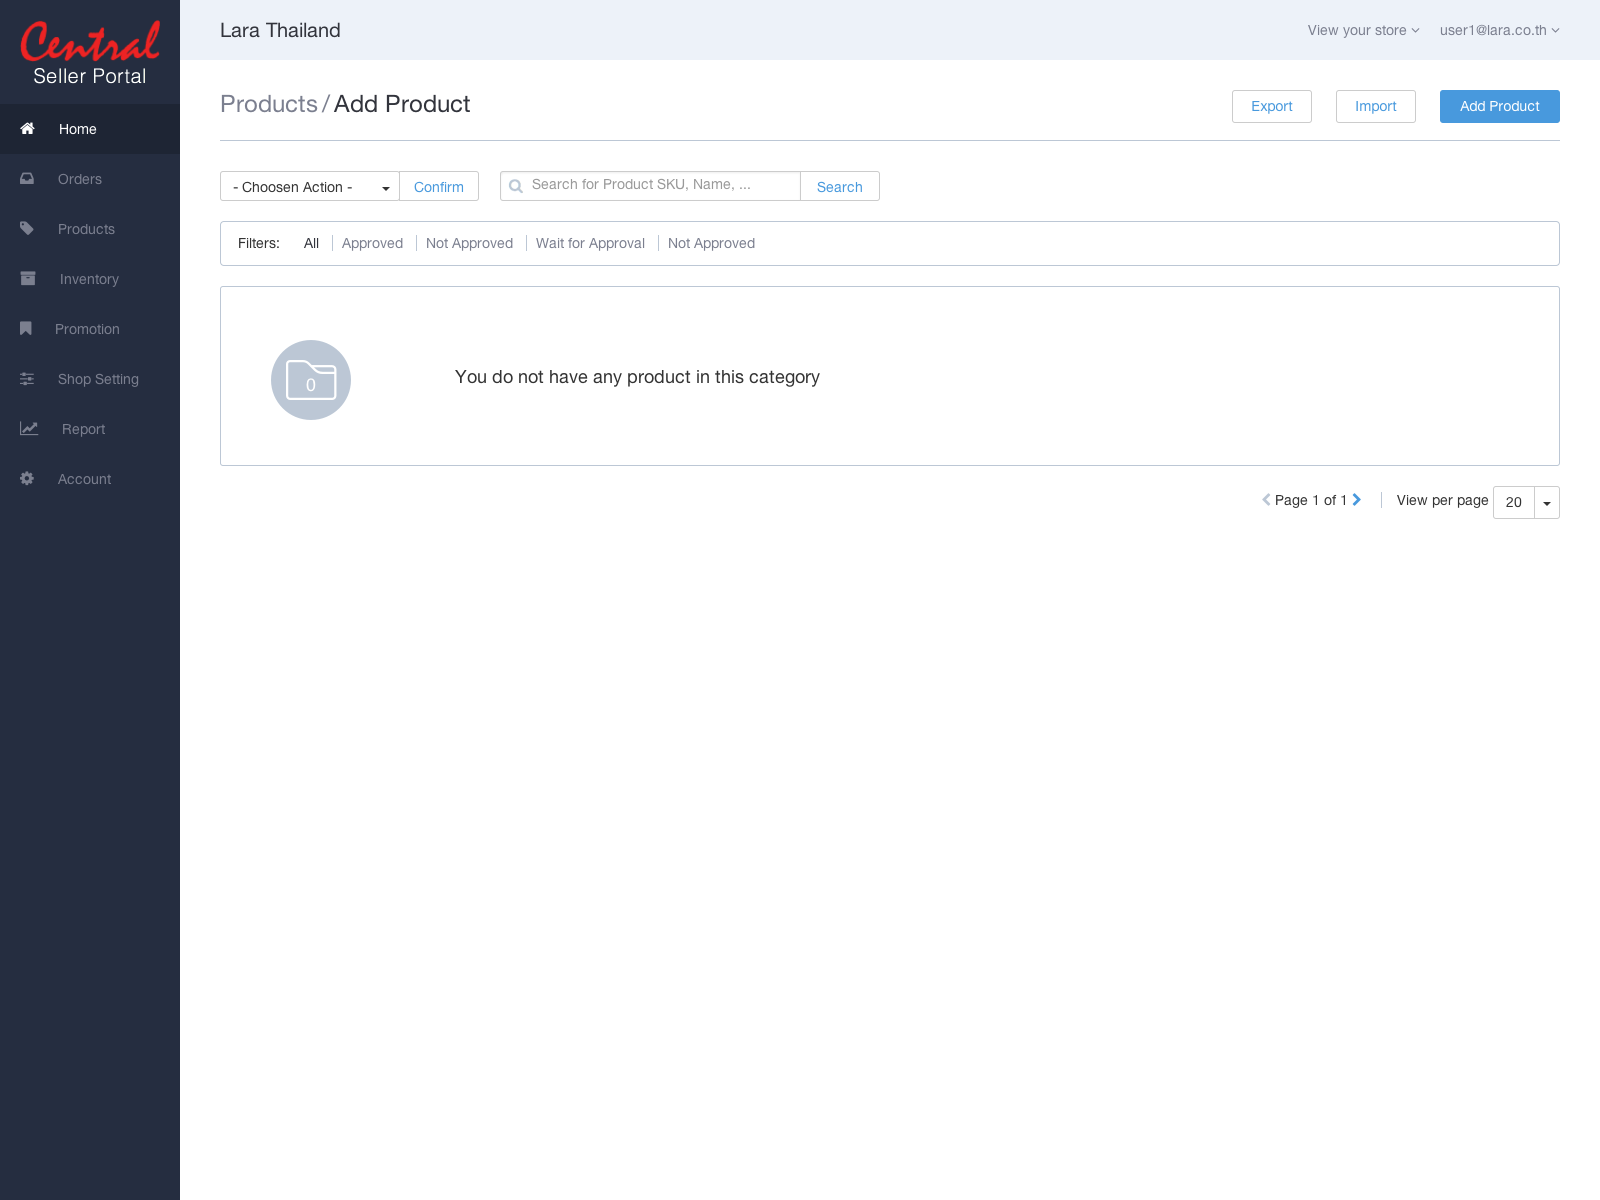 Central
Seller Portal
Home
Orders
Products
Inventory
Promotion
Shop Setting
Report
Account
Lara Thailand
View your store
user1@lara.co.th
Products / Add Product
Export
Import
Add Product
- Choosen Action -
Confirm
Search for Product SKU, Name, ...
Search
Filters: All Approved Not Approved Wait for Approval Not Approved
0
You do not have any product in this category
Page 1 of 1
View per page 20